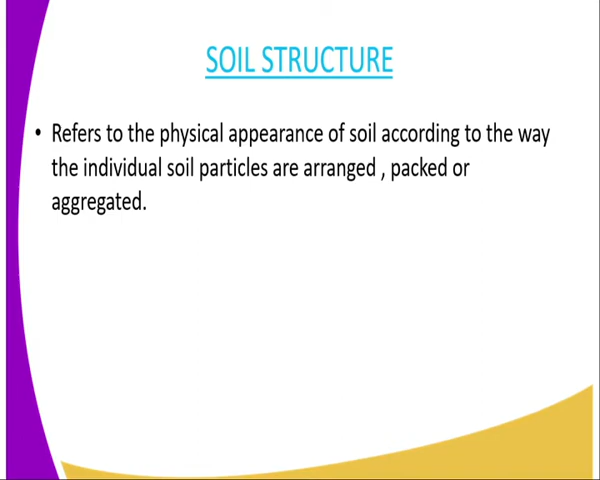 SOIL STRUCTURE
• Refers to the physical appearance of soil according to the way
the individual soil particles are arranged , packed or
aggregated.